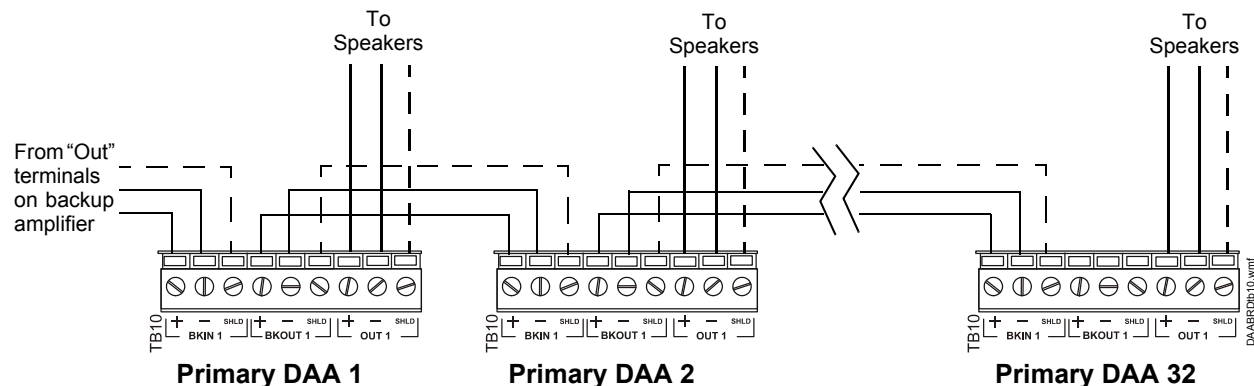 To
Speakers
To
Speakers
To
Speakers
From “Out”
terminals
on backup
amplifier
TB10
+ − SHLD + − SHLD + − SHLD
BKIN 1 BKOUT 1 OUT 1
TB10
+ − SHLD + − SHLD + − SHLD
BKIN 1 BKOUT 1 OUT 1
TB10
+ − SHLD + − SHLD + − SHLD
BKIN 1 BKOUT 1 OUT 1
DAABRDtb10.wmf
Primary DAA 1
Primary DAA 2
Primary DAA 32